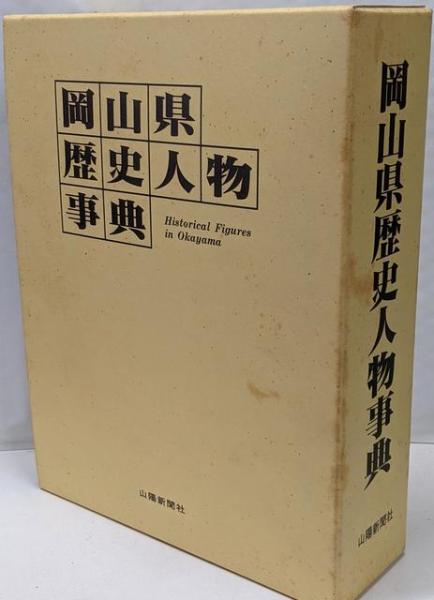 岡山県
歴史人物
事典
Historical Figures
in Okayama
山陽新聞社
岡山県歴史人物事典
山陽新聞社